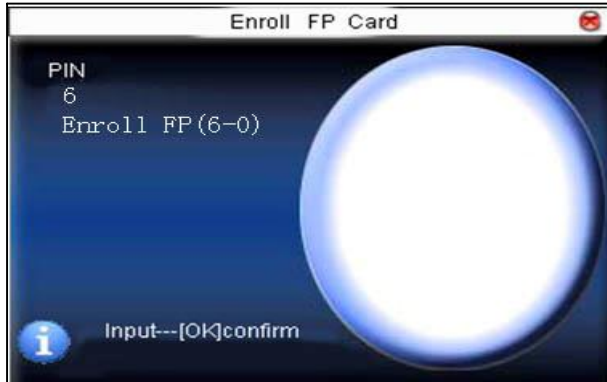 Enroll FP Card
PIN
6
Enroll FP(6-0)
Input---[OK]confirm